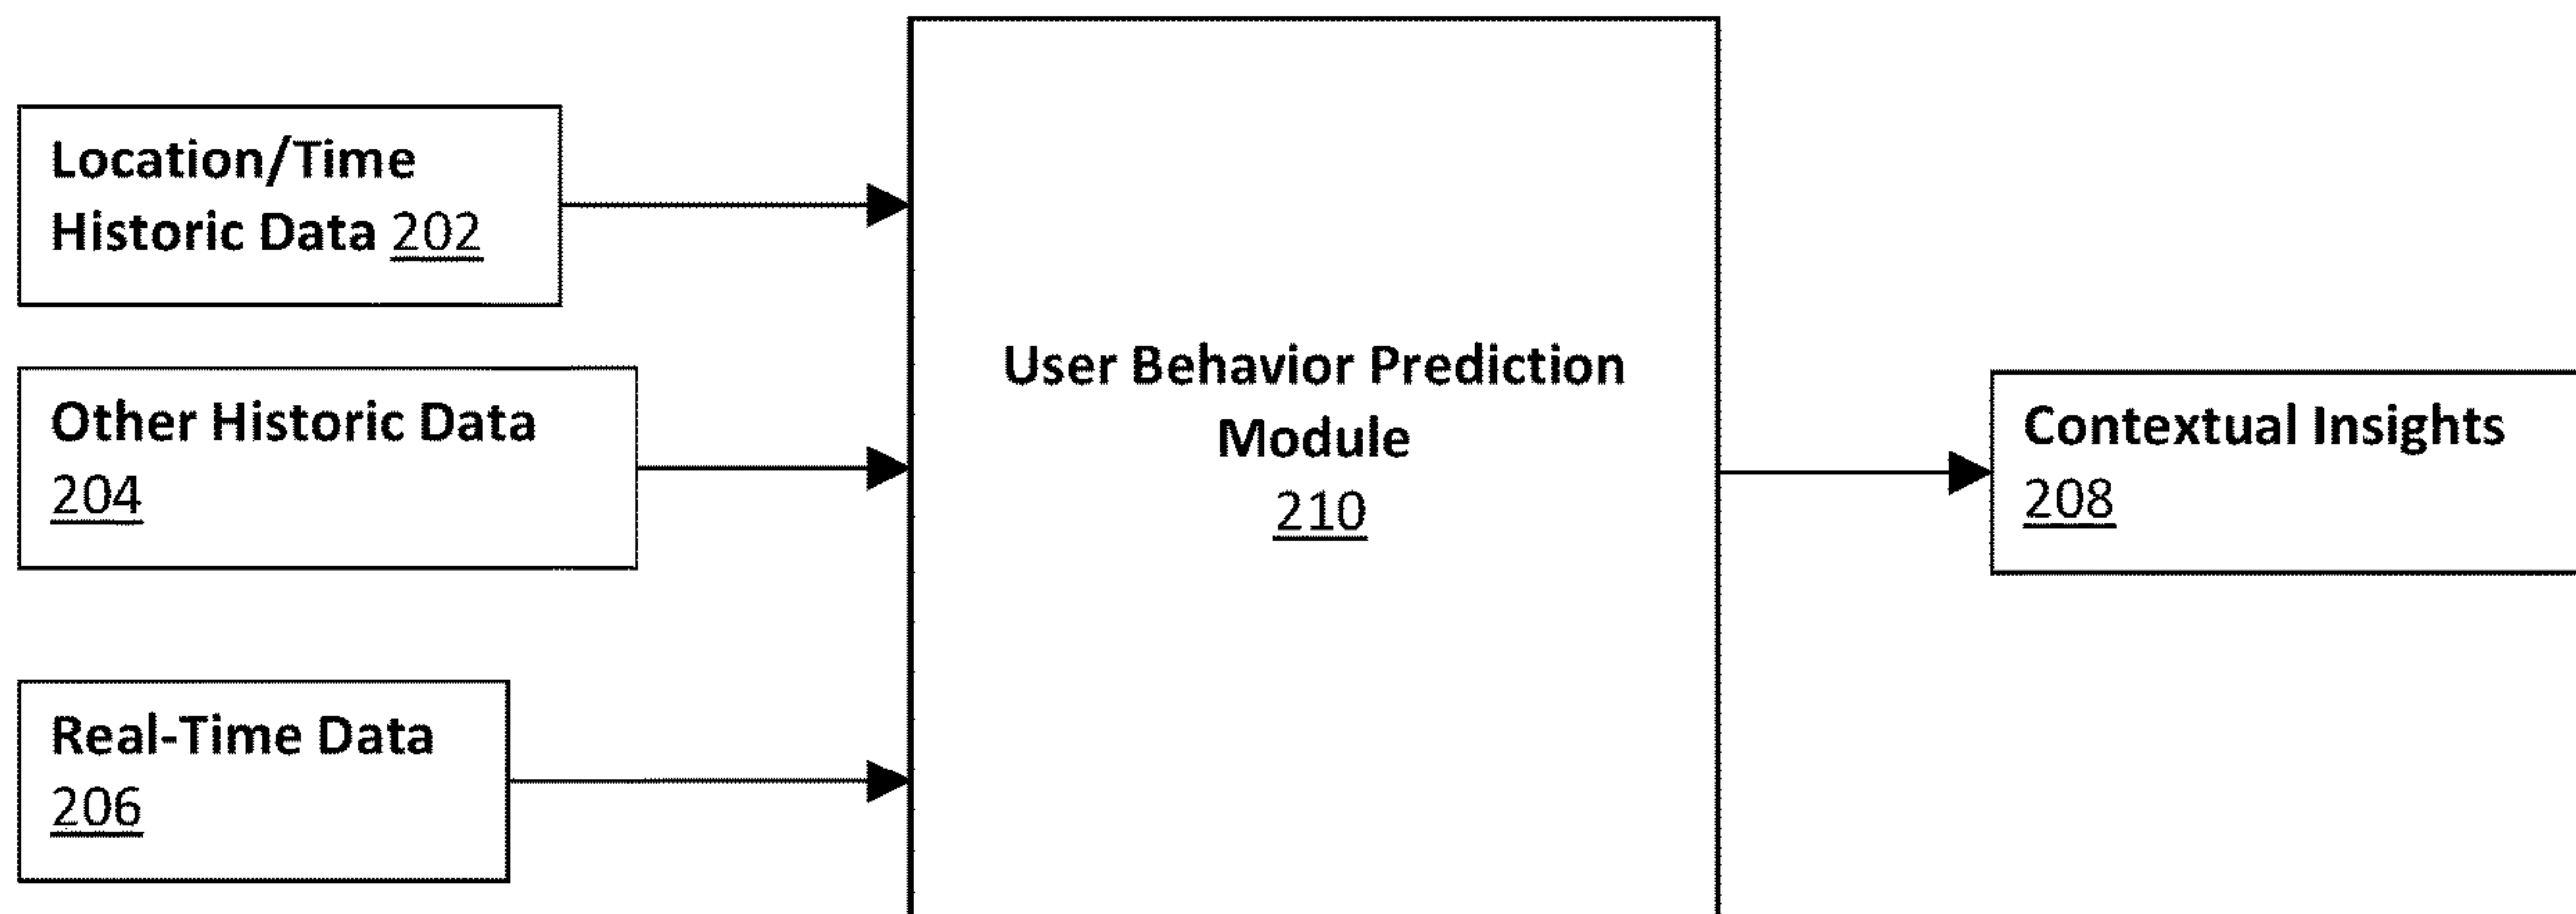 Location/Time
Historic Data 202
Other Historic Data
204
Real-Time Data
206
User Behavior Prediction
Module
210
Contextual Insights
208